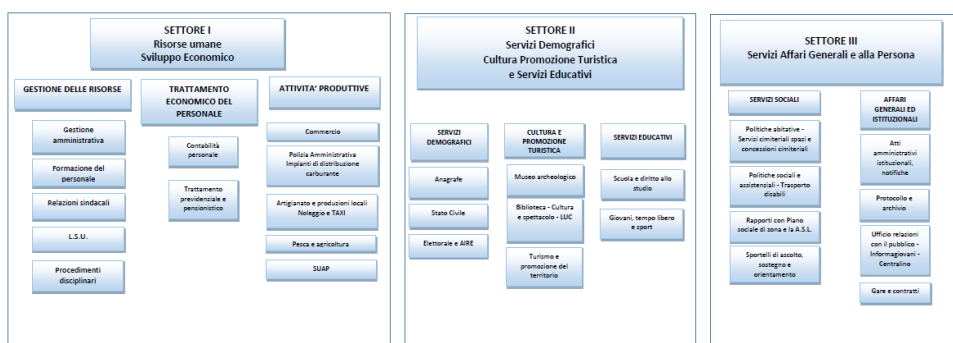 SETTORE I
Risorse umane
Sviluppo Economico
GESTIONE DELLE RISORSE
Gestione
amministrativa
Formazione del
personale
Relazioni sindacali
L.S.U.
Procedimenti
disciplinari
TRATTAMENTO
ECONOMICO DEL
PERSONALE
Contabilità
personale
Trattamento
previdenziale e
pensionistico
ATTIVITA' PRODUTTIVE
Commercio
Polizia Amministrativa
Impianti di distribuzione
carburante
Artigianato e produzioni locali
Noleggio e TAXI
Pesca e agricoltura
SUAP
SETTORE II
Servizi Demografici
Cultura Promozione Turistica
e Servizi Educativi
SERVIZI
DEMOGRAFICI
Anagrafe
Stato Civile
Elettorale e AIRE
CULTURA E
PROMOZIONE
TURISTICA
Museo archeologico
Biblioteca - Cultura
e spettacolo - LUC
Turismo e
promozione del
territorio
SERVIZI EDUCATIVI
Scuola e diritto allo
studio
Giovani, tempo libero
e sport
SETTORE III
Servizi Affari Generali e alla Persona
SERVIZI SOCIALI
Politiche abitative -
Servizi cimiteriali spazi e
concessioni cimiteriali
Politiche sociali e
assistenziali - Trasporto
disabili
Rapporti con Piano
sociale di zona e la A.S.L.
Sportelli di ascolto,
sostegno e
orientamento
AFFARI
GENERALI ED
ISTITUZIONALI
Atti
amministrativi
istituzionali,
notifiche
Protocollo e
archivio
Ufficio relazioni
con il pubblico -
Informagiovani -
Centralino
Gare e contratti